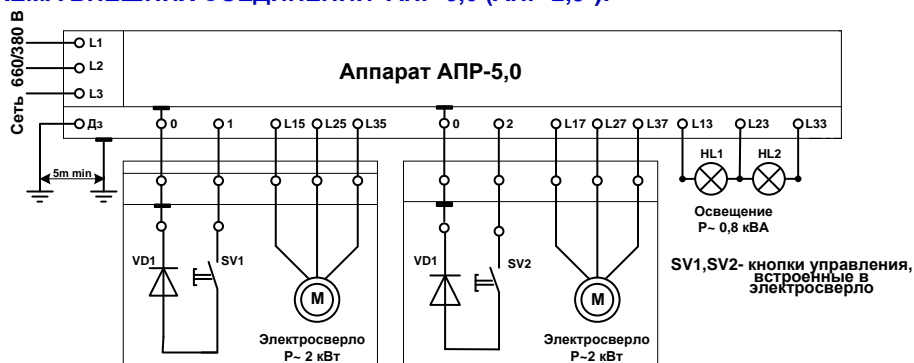 Сеть 660/380 В
L1
L2
L3
Аппарат АПР-5,0
Дз
0
1
L15
L25
L35
0
2
L17
L27
L37
L13
L23
L33
5m min
HL1
HL2
Освещение
Р~ 0,8 кВА
VD1
SV1
М
Электросверло
Р~ 2 кВт
VD1
SV2
М
Электросверло
Р~2 кВт
SV1,SV2- кнопки управления,
встроенные в
электросверло